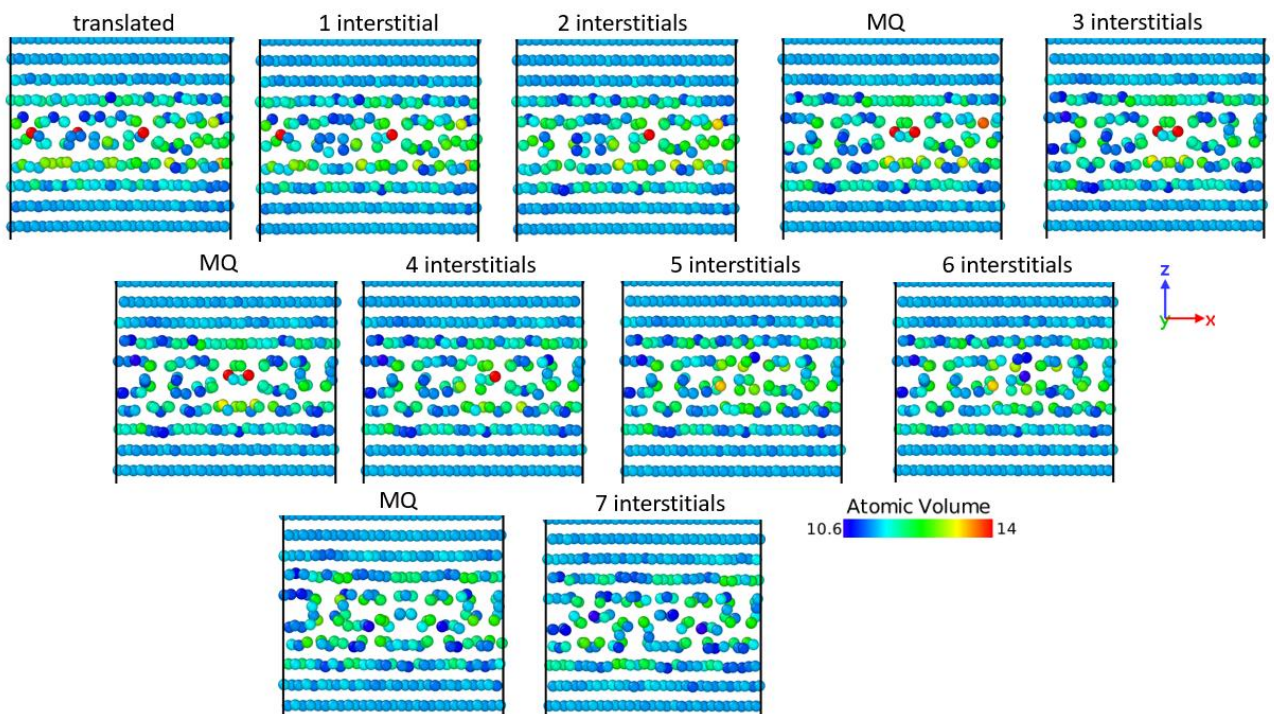 translated
1 interstitial
2 interstitials
MQ
3 interstitials
MQ
4 interstitials
5 interstitials
6 interstitials
z
y
x
MQ
7 interstitials
Atomic Volume
10.6
14